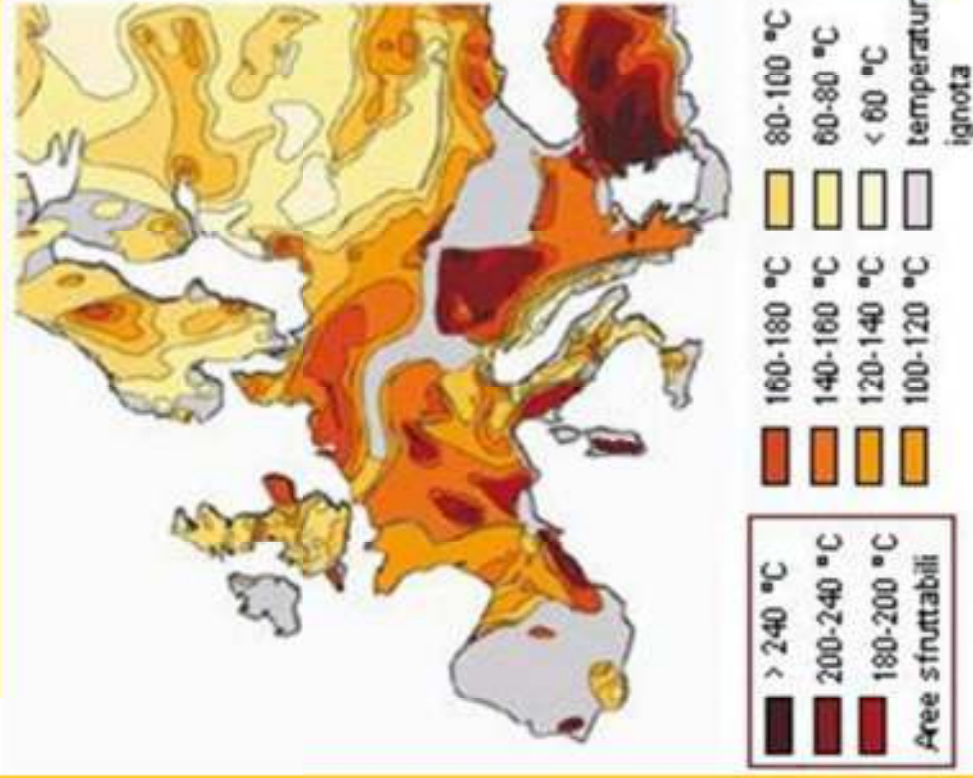 > 240 °C
200-240 °C
180-200 °C
Aree sfruttabili
160-180 °C
140-160 °C
120-140 °C
100-120 °C
80-100 °C
60-80 °C
< 60 °C
temperatur
ignota